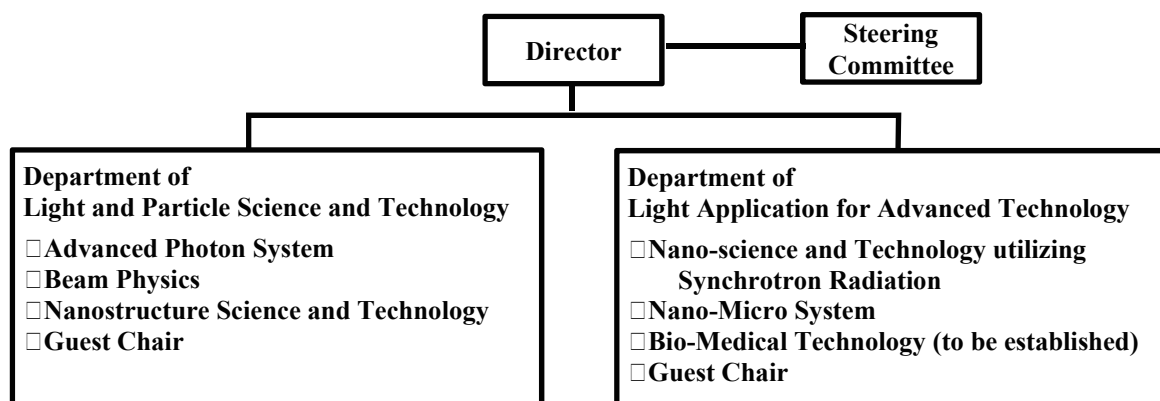 Director
Steering
Committee
Department of
Light and Particle Science and Technology
□Advanced Photon System
□Beam Physics
□Nanostructure Science and Technology
□Guest Chair
Department of
Light Application for Advanced Technology
□Nano-science and Technology utilizing
Synchrotron Radiation
□Nano-Micro System
□Bio-Medical Technology (to be established)
□Guest Chair